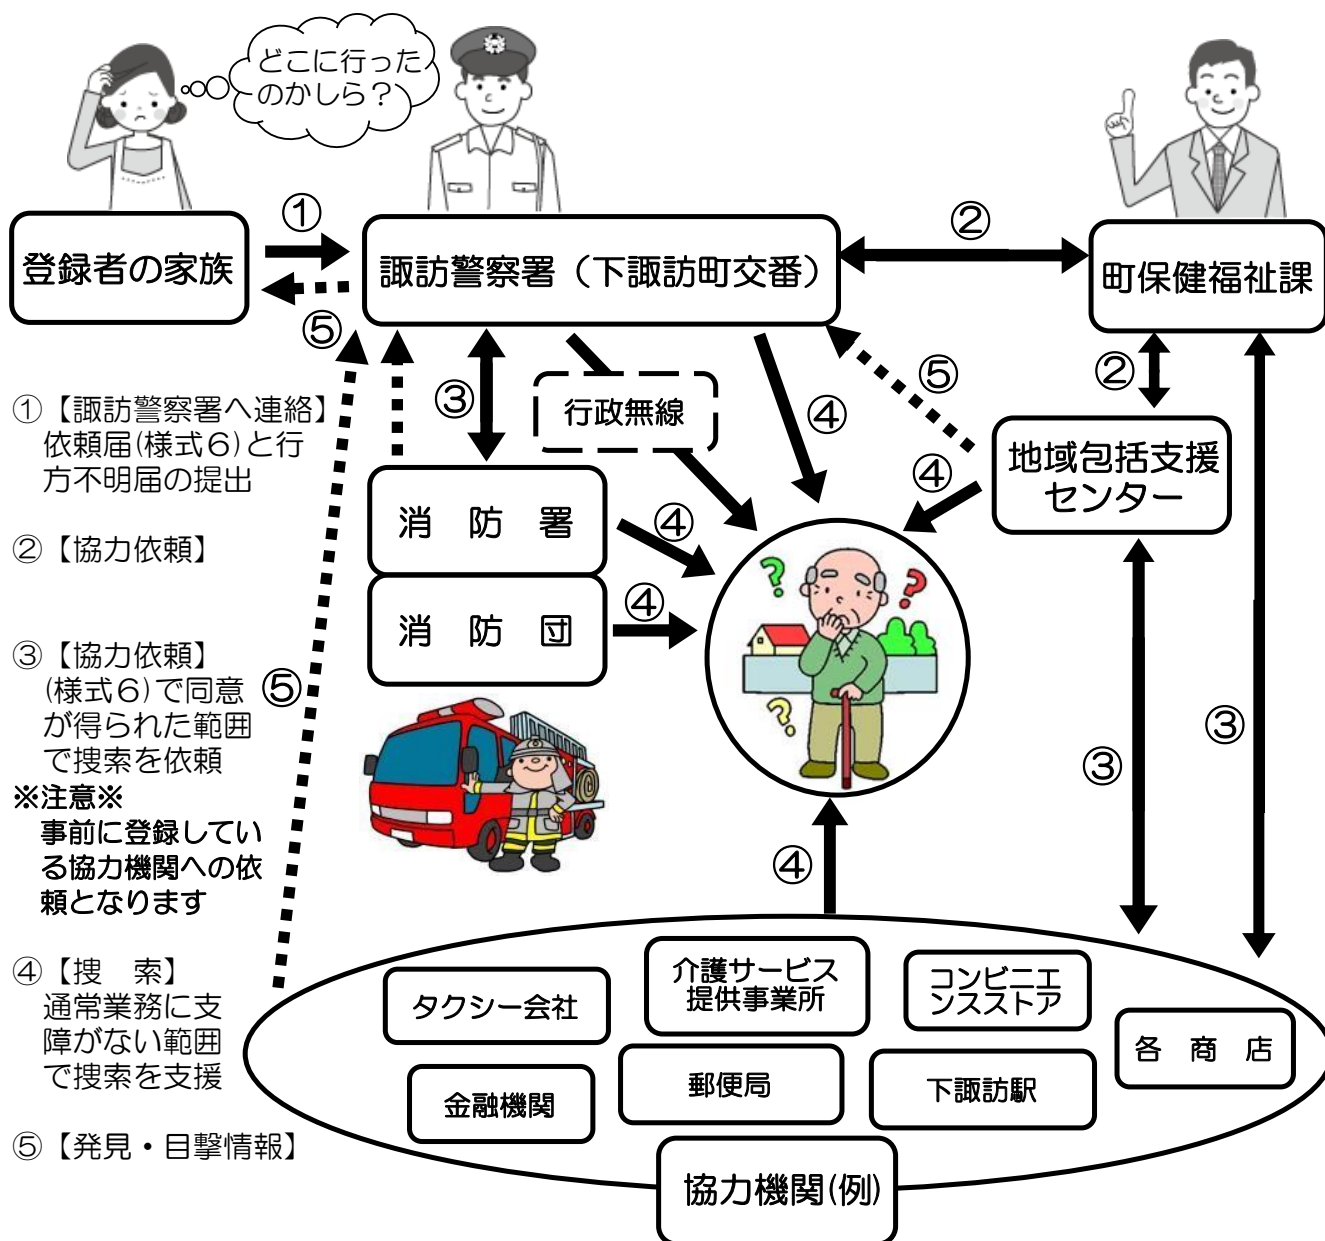 どこに行った
のかしら？
登録者の家族
①
諏訪警察署（下諏訪町交番）
②
町保健福祉課
⑤
③
行政無線
④
⑤
②
①【諏訪警察署へ連絡】
依頼届(様式６)と行
方不明届の提出
地域包括支援
センター
④
消　防　署
④
②【協力依頼】
消　防　団
④
③【協力依頼】
(様式６)で同意
が得られた範囲
で捜索を依頼
⑤
③
③
※注意※
事前に登録してい
る協力機関への依
頼となります
④
④【捜　索】
通常業務に支
障がない範囲
で捜索を支援
タクシー会社
介護サービス
提供事業所
コンビニエ
ンスストア
各　商　店
金融機関
郵便局
下諏訪駅
⑤【発見・目撃情報】
協力機関(例)